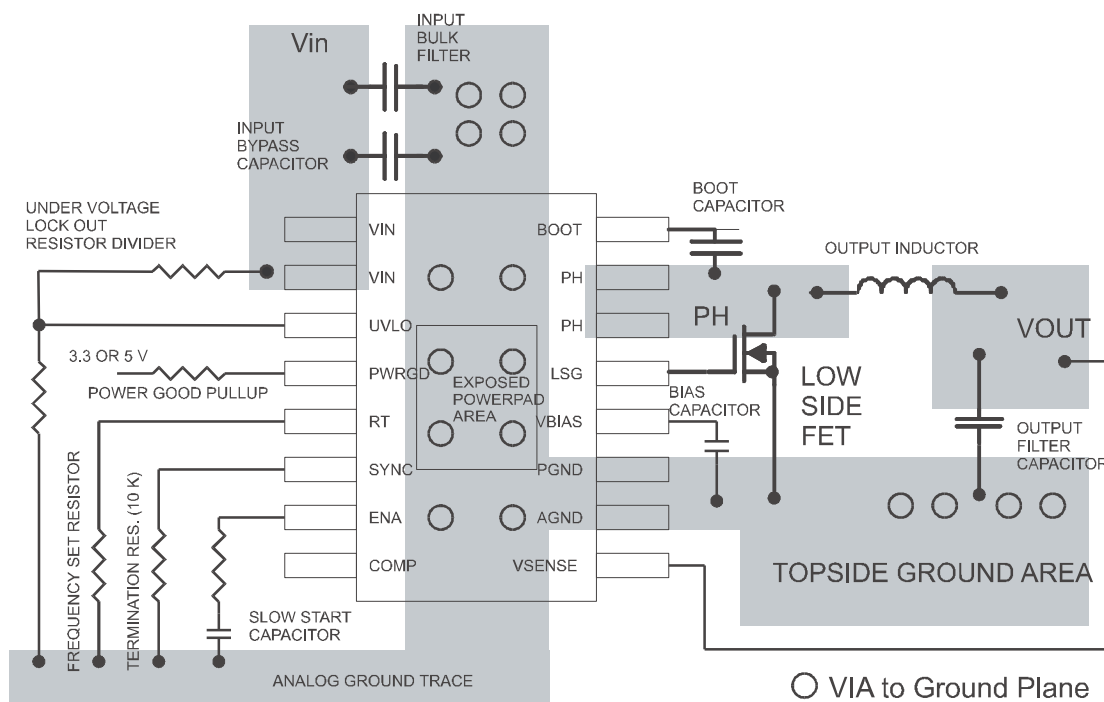 INPUT
BULK
FILTER
Vin
INPUT
BYPASS
CAPACITOR
UNDER VOLTAGE
LOCK OUT
RESISTOR DIVIDER
BOOT
CAPACITOR
OUTPUT INDUCTOR
VIN
BOOT
VIN
PH
UVLO
PH
PH
VOUT
3.3 OR 5 V
POWER GOOD PULLUP
PWRGD
EXPOSED
POWERPAD
AREA
LSG
BIAS
CAPACITOR
LOW
SIDE
FET
RT
VBIAS
OUTPUT
FILTER
CAPACITOR
SYNC
PGND
ENA
AGND
COMP
VSENSE
TOPSIDE GROUND AREA
FREQUENCY SET RESISTOR
TERMINATION RES. (10 K)
SLOW START
CAPACITOR
ANALOG GROUND TRACE
VIA to Ground Plane